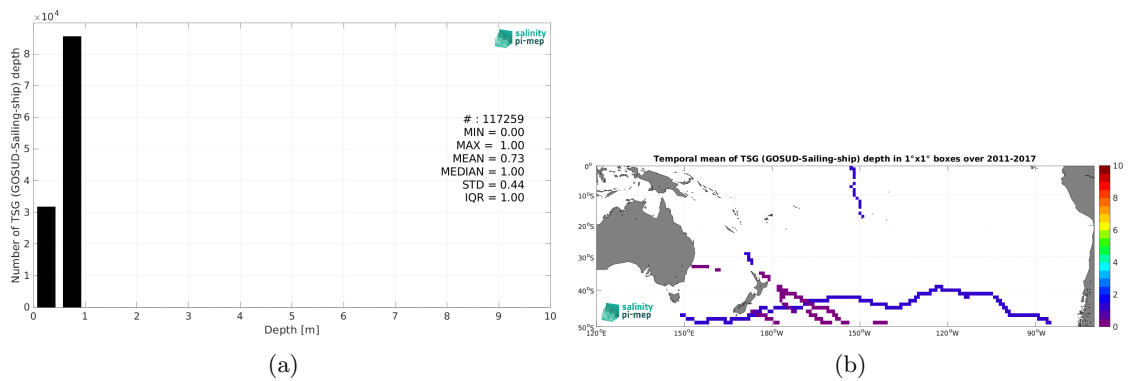 ×10⁴
8
7
6
5
4
3
2
1
0
Number of TSG (GOSUD-Sailing-ship) depth
0 1 2 3 4 5 6 7 8 9 10
Depth [m]
salinity
pi-mep
# : 117259
MIN = 0.00
MAX = 1.00
MEAN = 0.73
MEDIAN = 1.00
STD = 0.44
IQR = 1.00
(a)
Temporal mean of TSG (GOSUD-Sailing-ship) depth in 1°x1° boxes over 2011-2017
0°
10°S
20°S
30°S
40°S
50°S
120°E 150°E 180°W 150°W 120°W 90°W
salinity
pi-mep
10
8
6
4
2
0
(b)